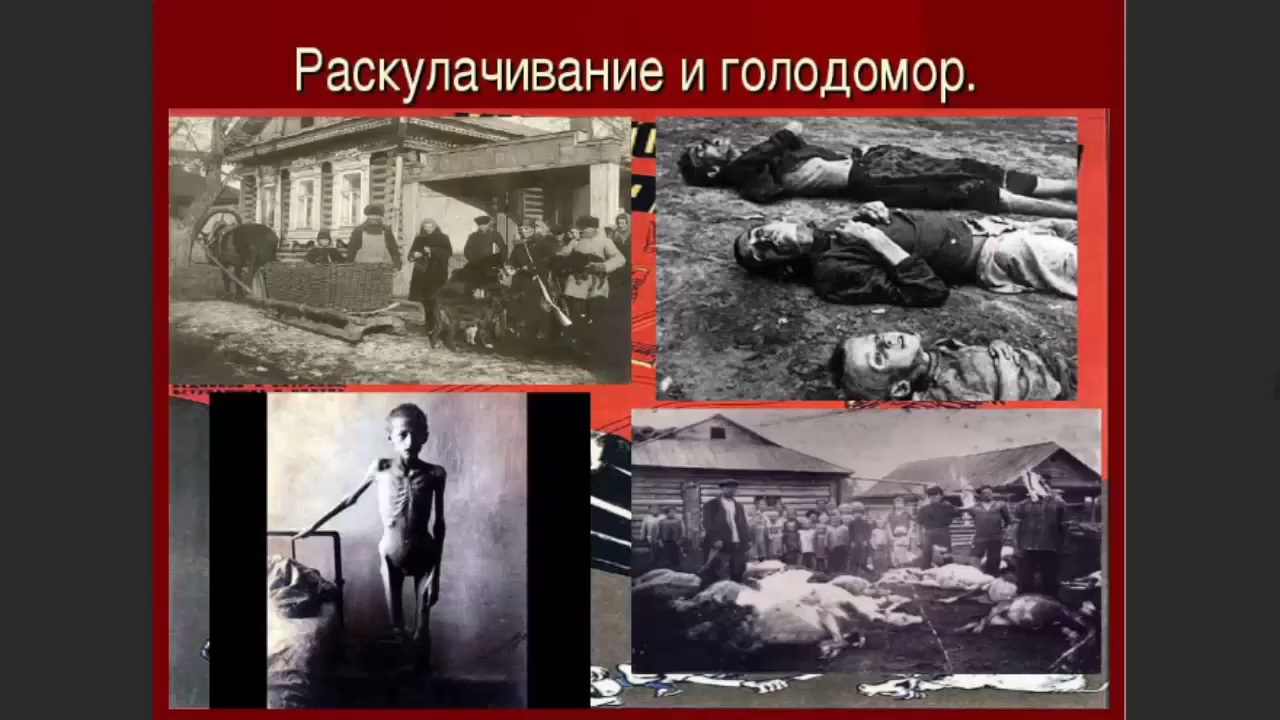 Раскулачивание и голодомор.